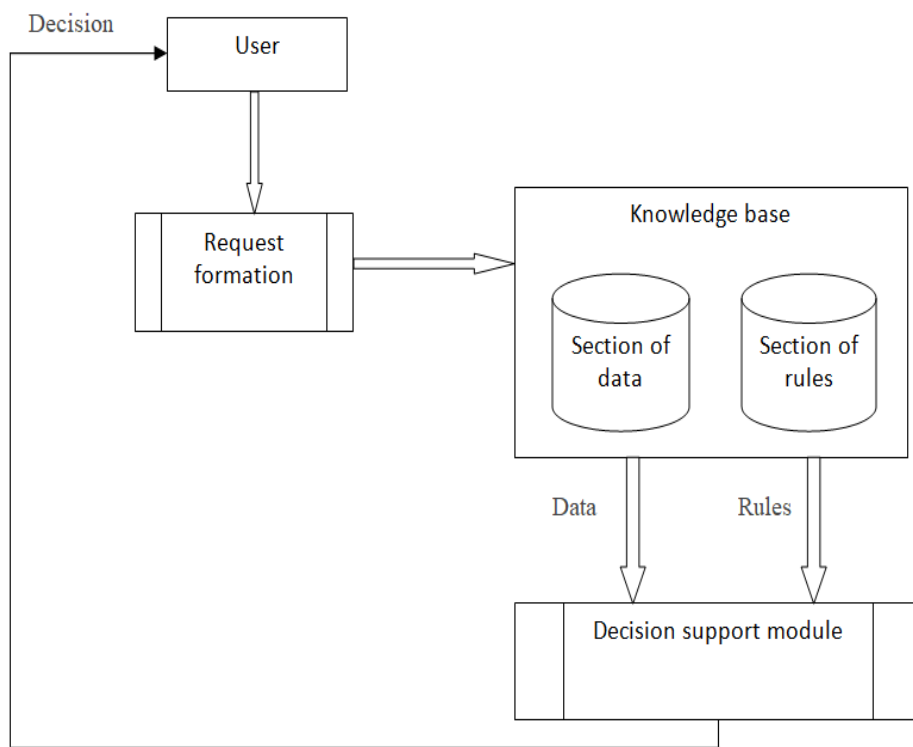 Decision
User
Request
formation
Knowledge base
Section of
data
Section of
rules
Data
Rules
Decision support module